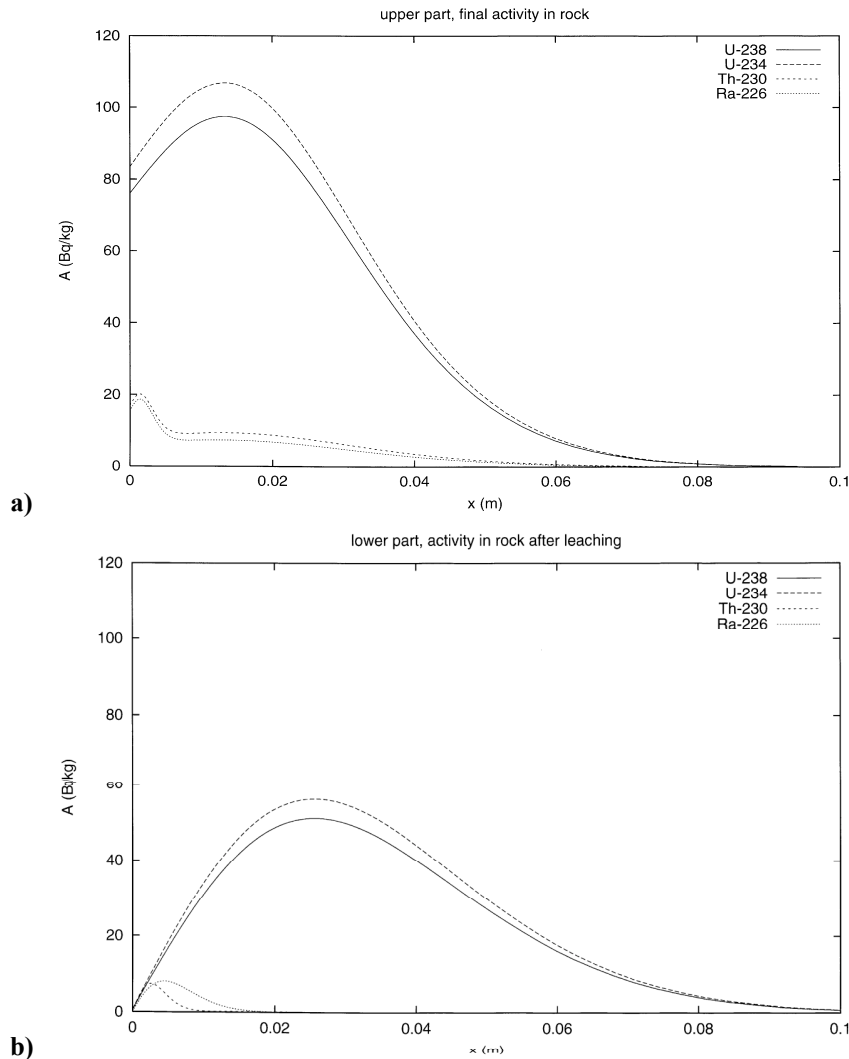 upper part, final activity in rock
120
100
80
60
40
20
0
A (Bq/kg)
U-238
U-234
Th-230
Ra-226
0
0.02
0.04
0.06
0.08
0.1
x (m)
a)
lower part, activity in rock after leaching
120
100
80
60
40
20
0
A (Bq/kg)
U-238
U-234
Th-230
Ra-226
0
0.02
0.04
0.06
0.08
0.1
x (m)
b)